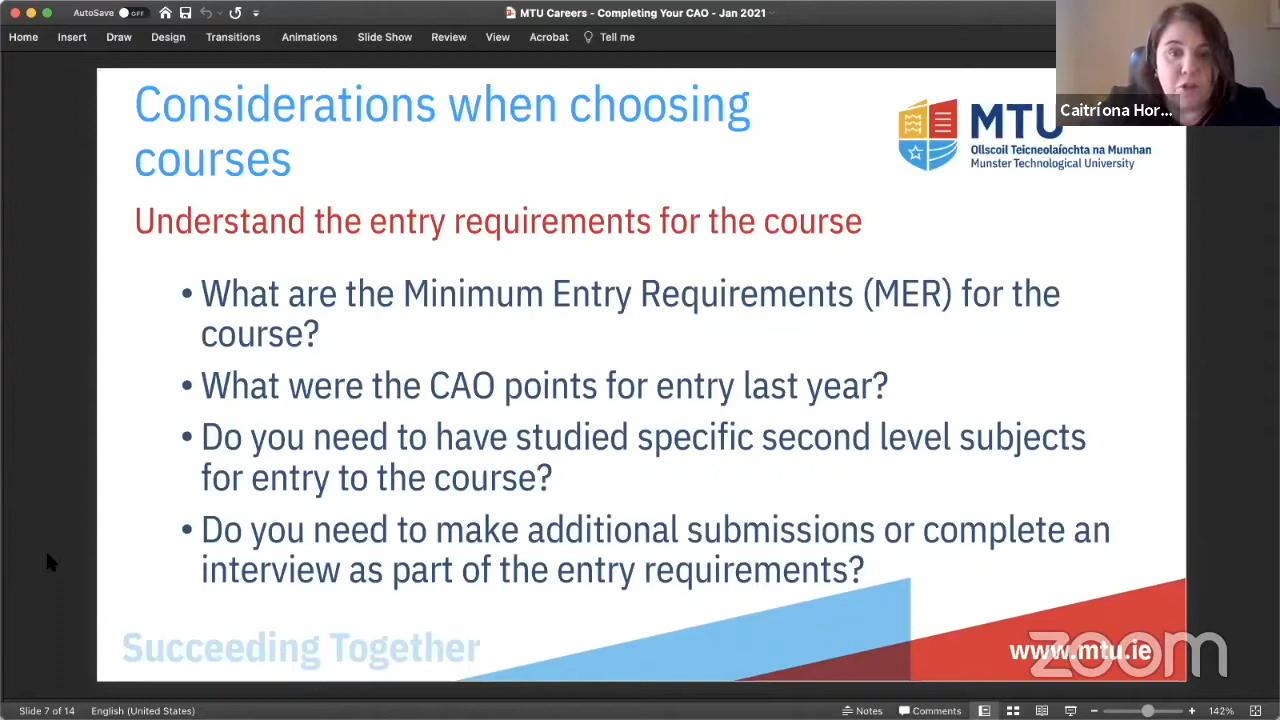 AutoSave OFF
MTU Careers - Completing Your CAO - Jan 2021
Home Insert Draw Design Transitions Animations Slide Show Review View Acrobat Tell me
Caitríona Hor...
Considerations when choosing
courses
MTU
Ollscoil Teicneolaíochta na Mumhan
Munster Technological University
Understand the entry requirements for the course
• What are the Minimum Entry Requirements (MER) for the
course?
• What were the CAO points for entry last year?
• Do you need to have studied specific second level subjects
for entry to the course?
• Do you need to make additional submissions or complete an
interview as part of the entry requirements?
Succeeding Together
www.mtu.ie
zoom
Slide 7 of 14 English (United States) Notes Comments 142%